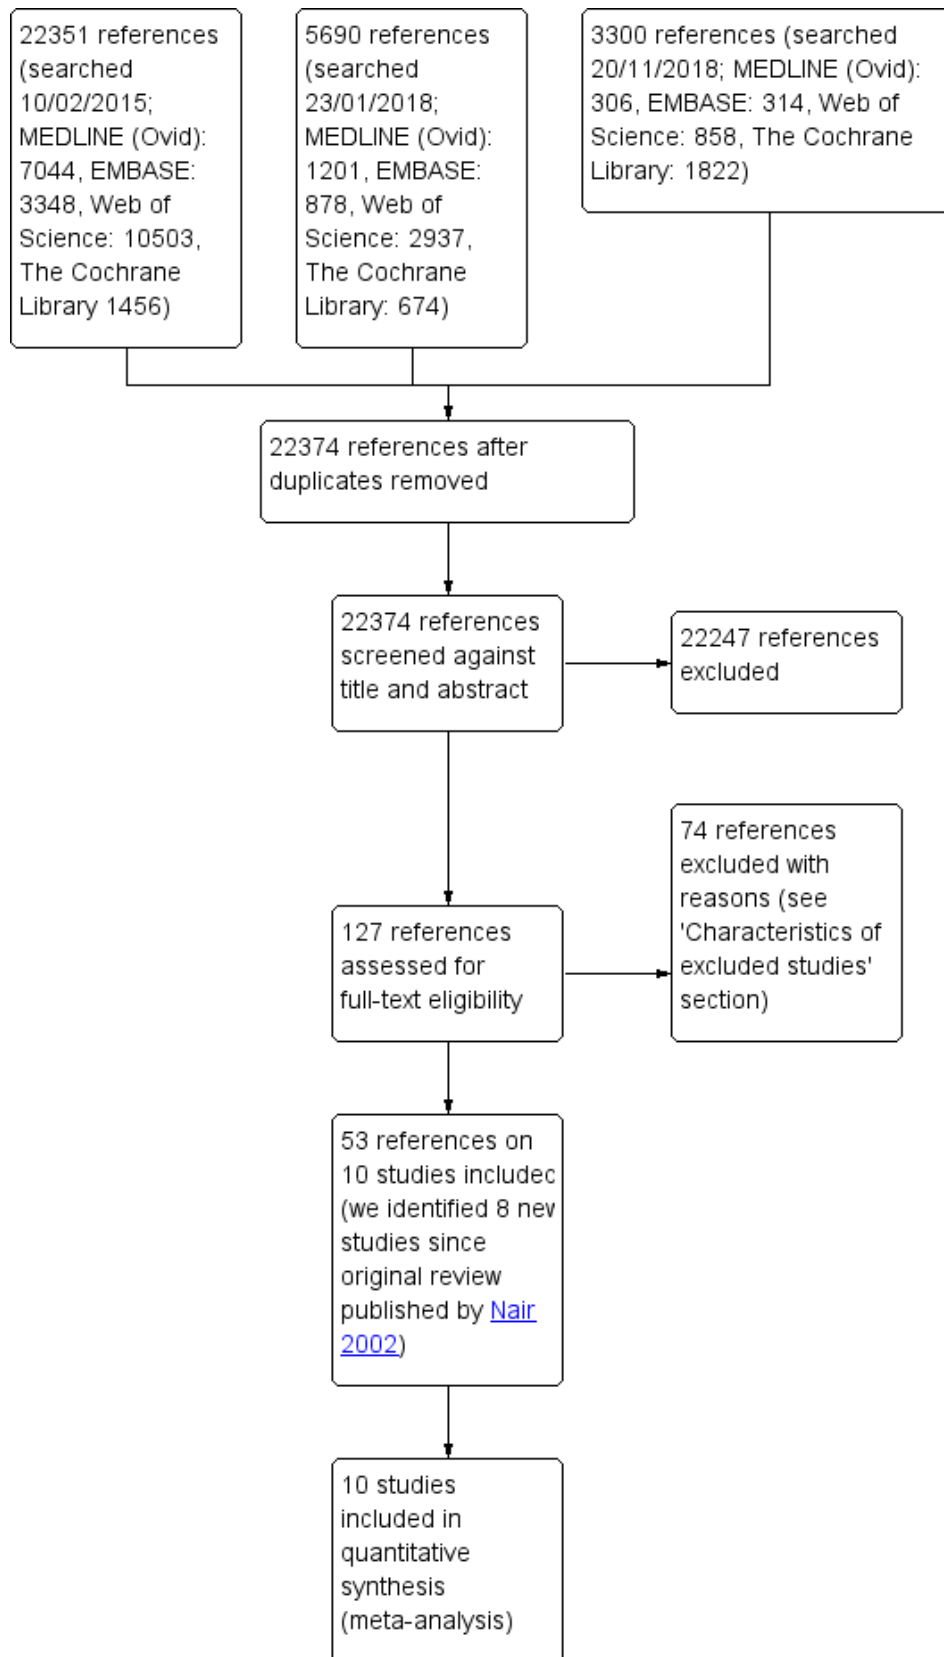 22351 references
(searched
10/02/2015;
MEDLINE (Ovid):
7044, EMBASE:
3348, Web of
Science: 10503,
The Cochrane
Library 1456)
5690 references
(searched
23/01/2018;
MEDLINE (Ovid):
1201, EMBASE:
878, Web of
Science: 2937,
The Cochrane
Library: 674)
3300 references (searched
20/11/2018; MEDLINE (Ovid):
306, EMBASE: 314, Web of
Science: 858, The Cochrane
Library: 1822)
22374 references after
duplicates removed
22374 references
screened against
title and abstract
22247 references
excluded
127 references
assessed for
full-text eligibility
74 references
excluded with
reasons (see
'Characteristics of
excluded studies'
section)
53 references on
10 studies included
(we identified 8 new
studies since
original review
published by Nair
2002)
10 studies
included in
quantitative
synthesis
(meta-analysis)